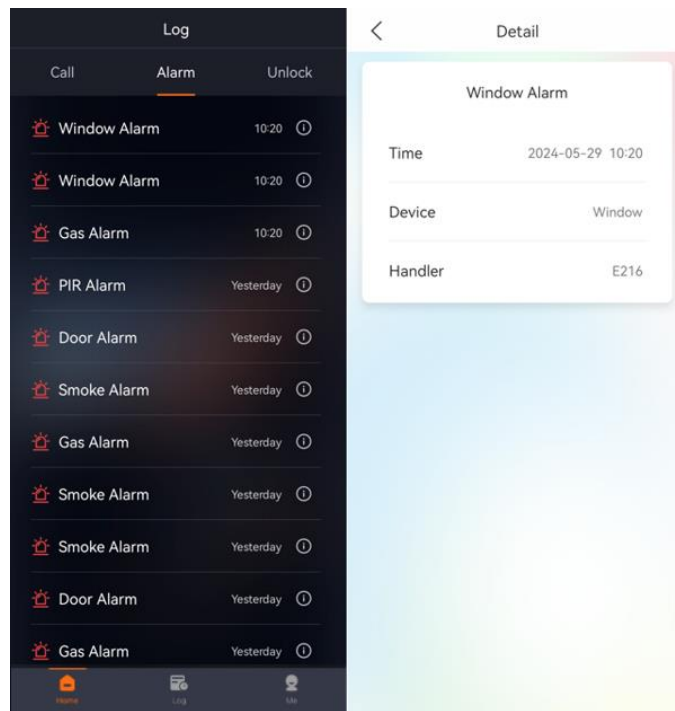 Log
Call Alarm Unlock
Window Alarm 10:20
Window Alarm 10:20
Gas Alarm 10:20
PIR Alarm Yesterday
Door Alarm Yesterday
Smoke Alarm Yesterday
Gas Alarm Yesterday
Smoke Alarm Yesterday
Smoke Alarm Yesterday
Door Alarm Yesterday
Gas Alarm Yesterday
Home Log Me
Detail
Window Alarm
Time 2024-05-29 10:20
Device Window
Handler E216